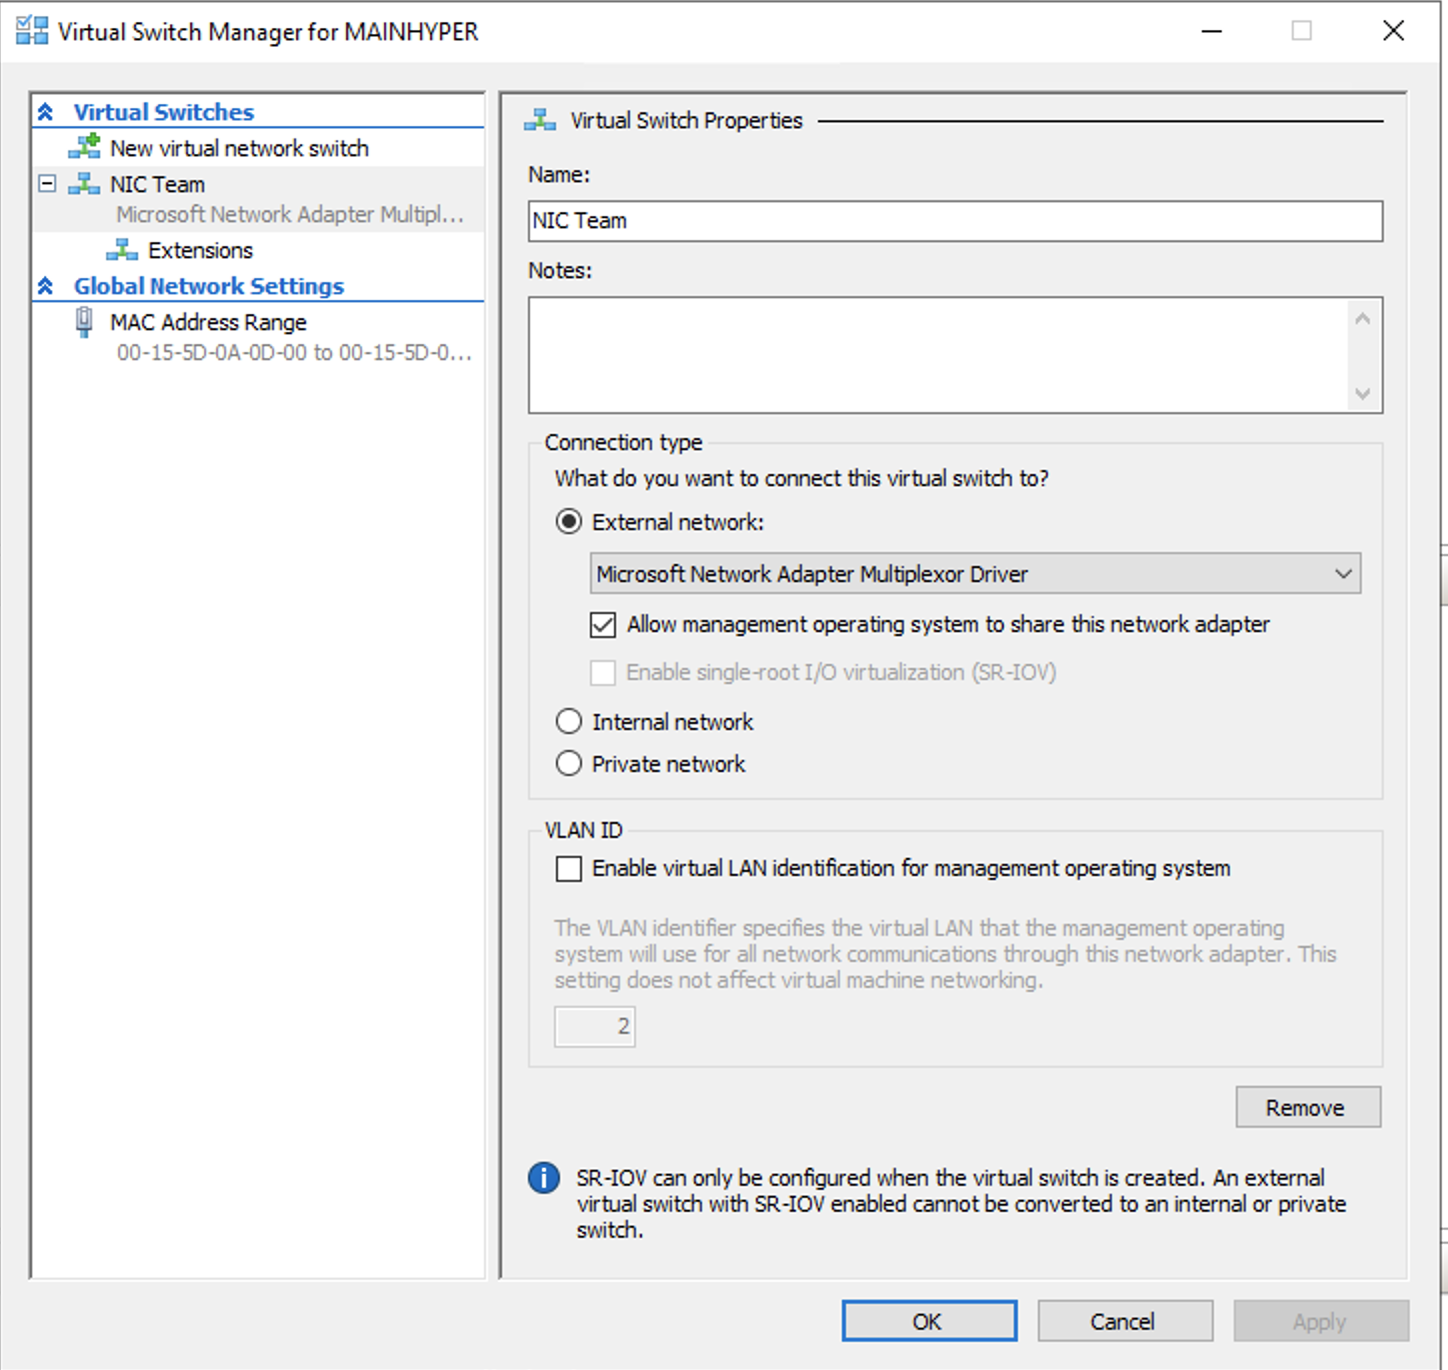 Virtual Switch Manager for MAINHYPER
Virtual Switches
New virtual network switch
NIC Team
Microsoft Network Adapter Multipl...
Extensions
Global Network Settings
MAC Address Range
00-15-5D-0A-0D-00 to 00-15-5D-0...
Virtual Switch Properties
Name:
NIC Team
Notes:
Connection type
What do you want to connect this virtual switch to?
External network:
Microsoft Network Adapter Multiplexor Driver
Allow management operating system to share this network adapter
Enable single-root I/O virtualization (SR-IOV)
Internal network
Private network
VLAN ID
Enable virtual LAN identification for management operating system
The VLAN identifier specifies the virtual LAN that the management operating
system will use for all network communications through this network adapter. This
setting does not affect virtual machine networking.
2
Remove
SR-IOV can only be configured when the virtual switch is created. An external
virtual switch with SR-IOV enabled cannot be converted to an internal or private
switch.
OK
Cancel
Apply